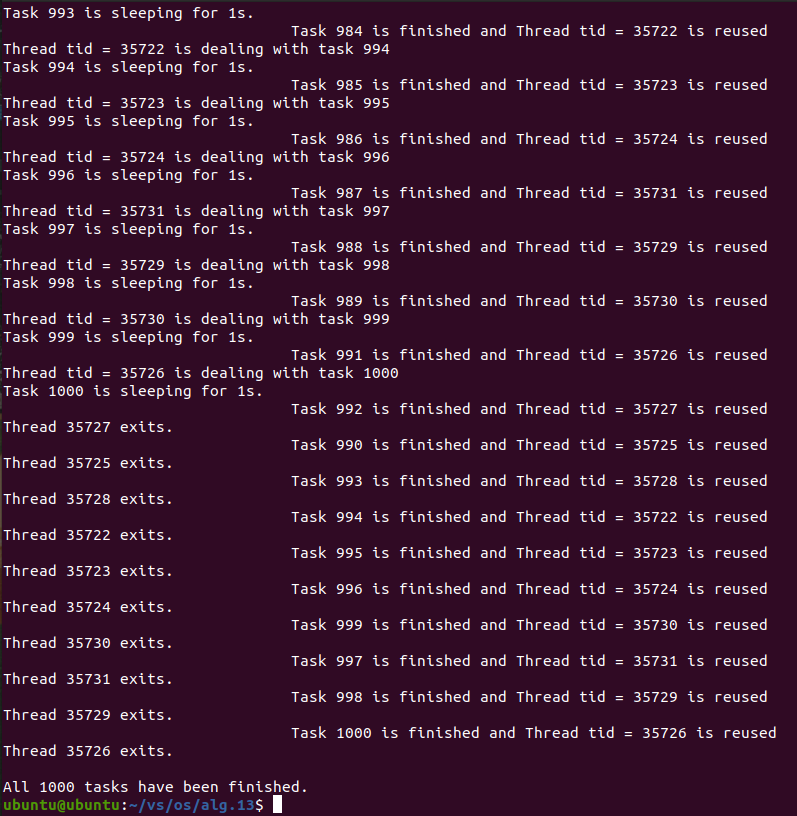 Task 993 is sleeping for 1s.
Task 984 is finished and Thread tid = 35722 is reused
Thread tid = 35722 is dealing with task 994
Task 994 is sleeping for 1s.
Task 985 is finished and Thread tid = 35723 is reused
Thread tid = 35723 is dealing with task 995
Task 995 is sleeping for 1s.
Task 986 is finished and Thread tid = 35724 is reused
Thread tid = 35724 is dealing with task 996
Task 996 is sleeping for 1s.
Task 987 is finished and Thread tid = 35731 is reused
Thread tid = 35731 is dealing with task 997
Task 997 is sleeping for 1s.
Task 988 is finished and Thread tid = 35729 is reused
Thread tid = 35729 is dealing with task 998
Task 998 is sleeping for 1s.
Task 989 is finished and Thread tid = 35730 is reused
Thread tid = 35730 is dealing with task 999
Task 999 is sleeping for 1s.
Task 991 is finished and Thread tid = 35726 is reused
Thread tid = 35726 is dealing with task 1000
Task 1000 is sleeping for 1s.
Task 992 is finished and Thread tid = 35727 is reused
Thread 35727 exits.
Task 990 is finished and Thread tid = 35725 is reused
Thread 35725 exits.
Task 993 is finished and Thread tid = 35728 is reused
Thread 35728 exits.
Task 994 is finished and Thread tid = 35722 is reused
Thread 35722 exits.
Task 995 is finished and Thread tid = 35723 is reused
Thread 35723 exits.
Task 996 is finished and Thread tid = 35724 is reused
Thread 35724 exits.
Task 999 is finished and Thread tid = 35730 is reused
Thread 35730 exits.
Task 997 is finished and Thread tid = 35731 is reused
Thread 35731 exits.
Task 998 is finished and Thread tid = 35729 is reused
Thread 35729 exits.
Task 1000 is finished and Thread tid = 35726 is reused
Thread 35726 exits.
All 1000 tasks have been finished.
ubuntu@ubuntu:~/vs/os/alg.13$